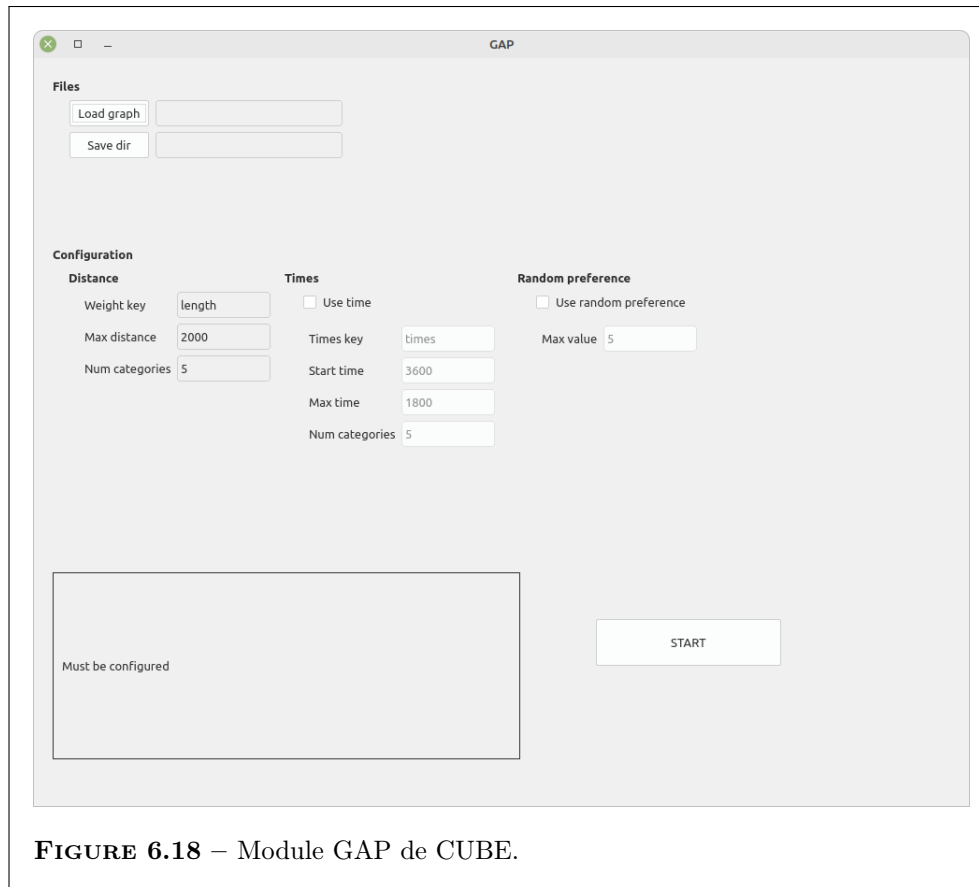 GAP
Files
Load graph
Save dir
Configuration
Distance Times Random preference
Weight key length Use time Use random preference
Max distance 2000 Times key times Max value 5
Num categories 5 Start time 3600
Max time 1800
Num categories 5
Must be configured START
FIGURE 6.18 – Module GAP de CUBE.